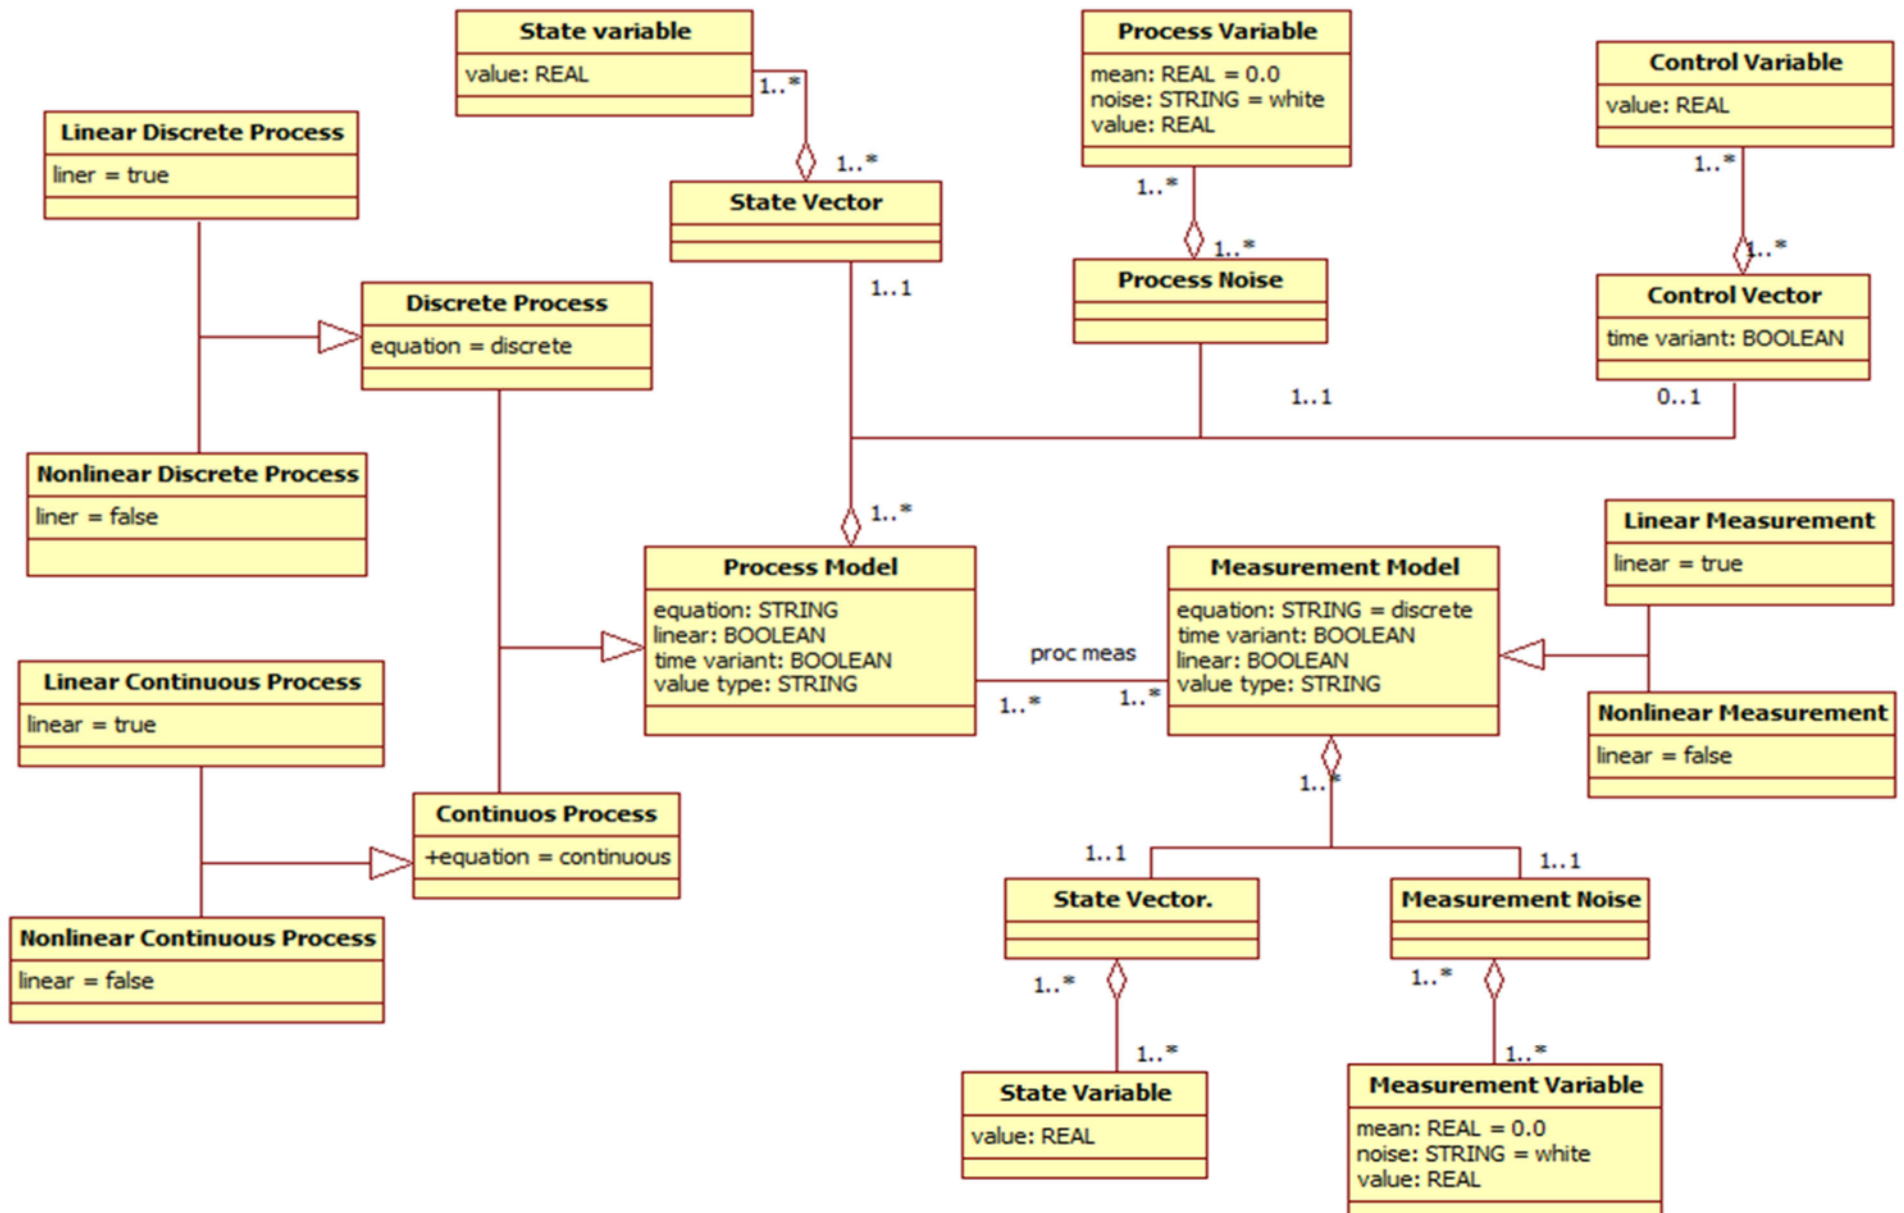 State variable
value: REAL
1..*
1..*
State Vector
1..1
Process Variable
mean: REAL = 0.0
noise: STRING = white
value: REAL
1..*
1..*
Process Noise
1..1
Control Variable
value: REAL
1..*
1..*
Control Vector
time variant: BOOLEAN
0..1
Linear Discrete Process
liner = true
Discrete Process
equation = discrete
Nonlinear Discrete Process
liner = false
1..*
Process Model
equation: STRING
linear: BOOLEAN
time variant: BOOLEAN
value type: STRING
proc meas
1..*
1..*
Measurement Model
equation: STRING = discrete
time variant: BOOLEAN
linear: BOOLEAN
value type: STRING
Linear Measurement
linear = true
Nonlinear Measurement
linear = false
Linear Continuous Process
linear = true
Continuos Process
+equation = continuous
Nonlinear Continuous Process
linear = false
1..*
1..1
1..1
State Vector.
Measurement Noise
1..*
1..*
1..*
1..*
State Variable
value: REAL
Measurement Variable
mean: REAL = 0.0
noise: STRING = white
value: REAL